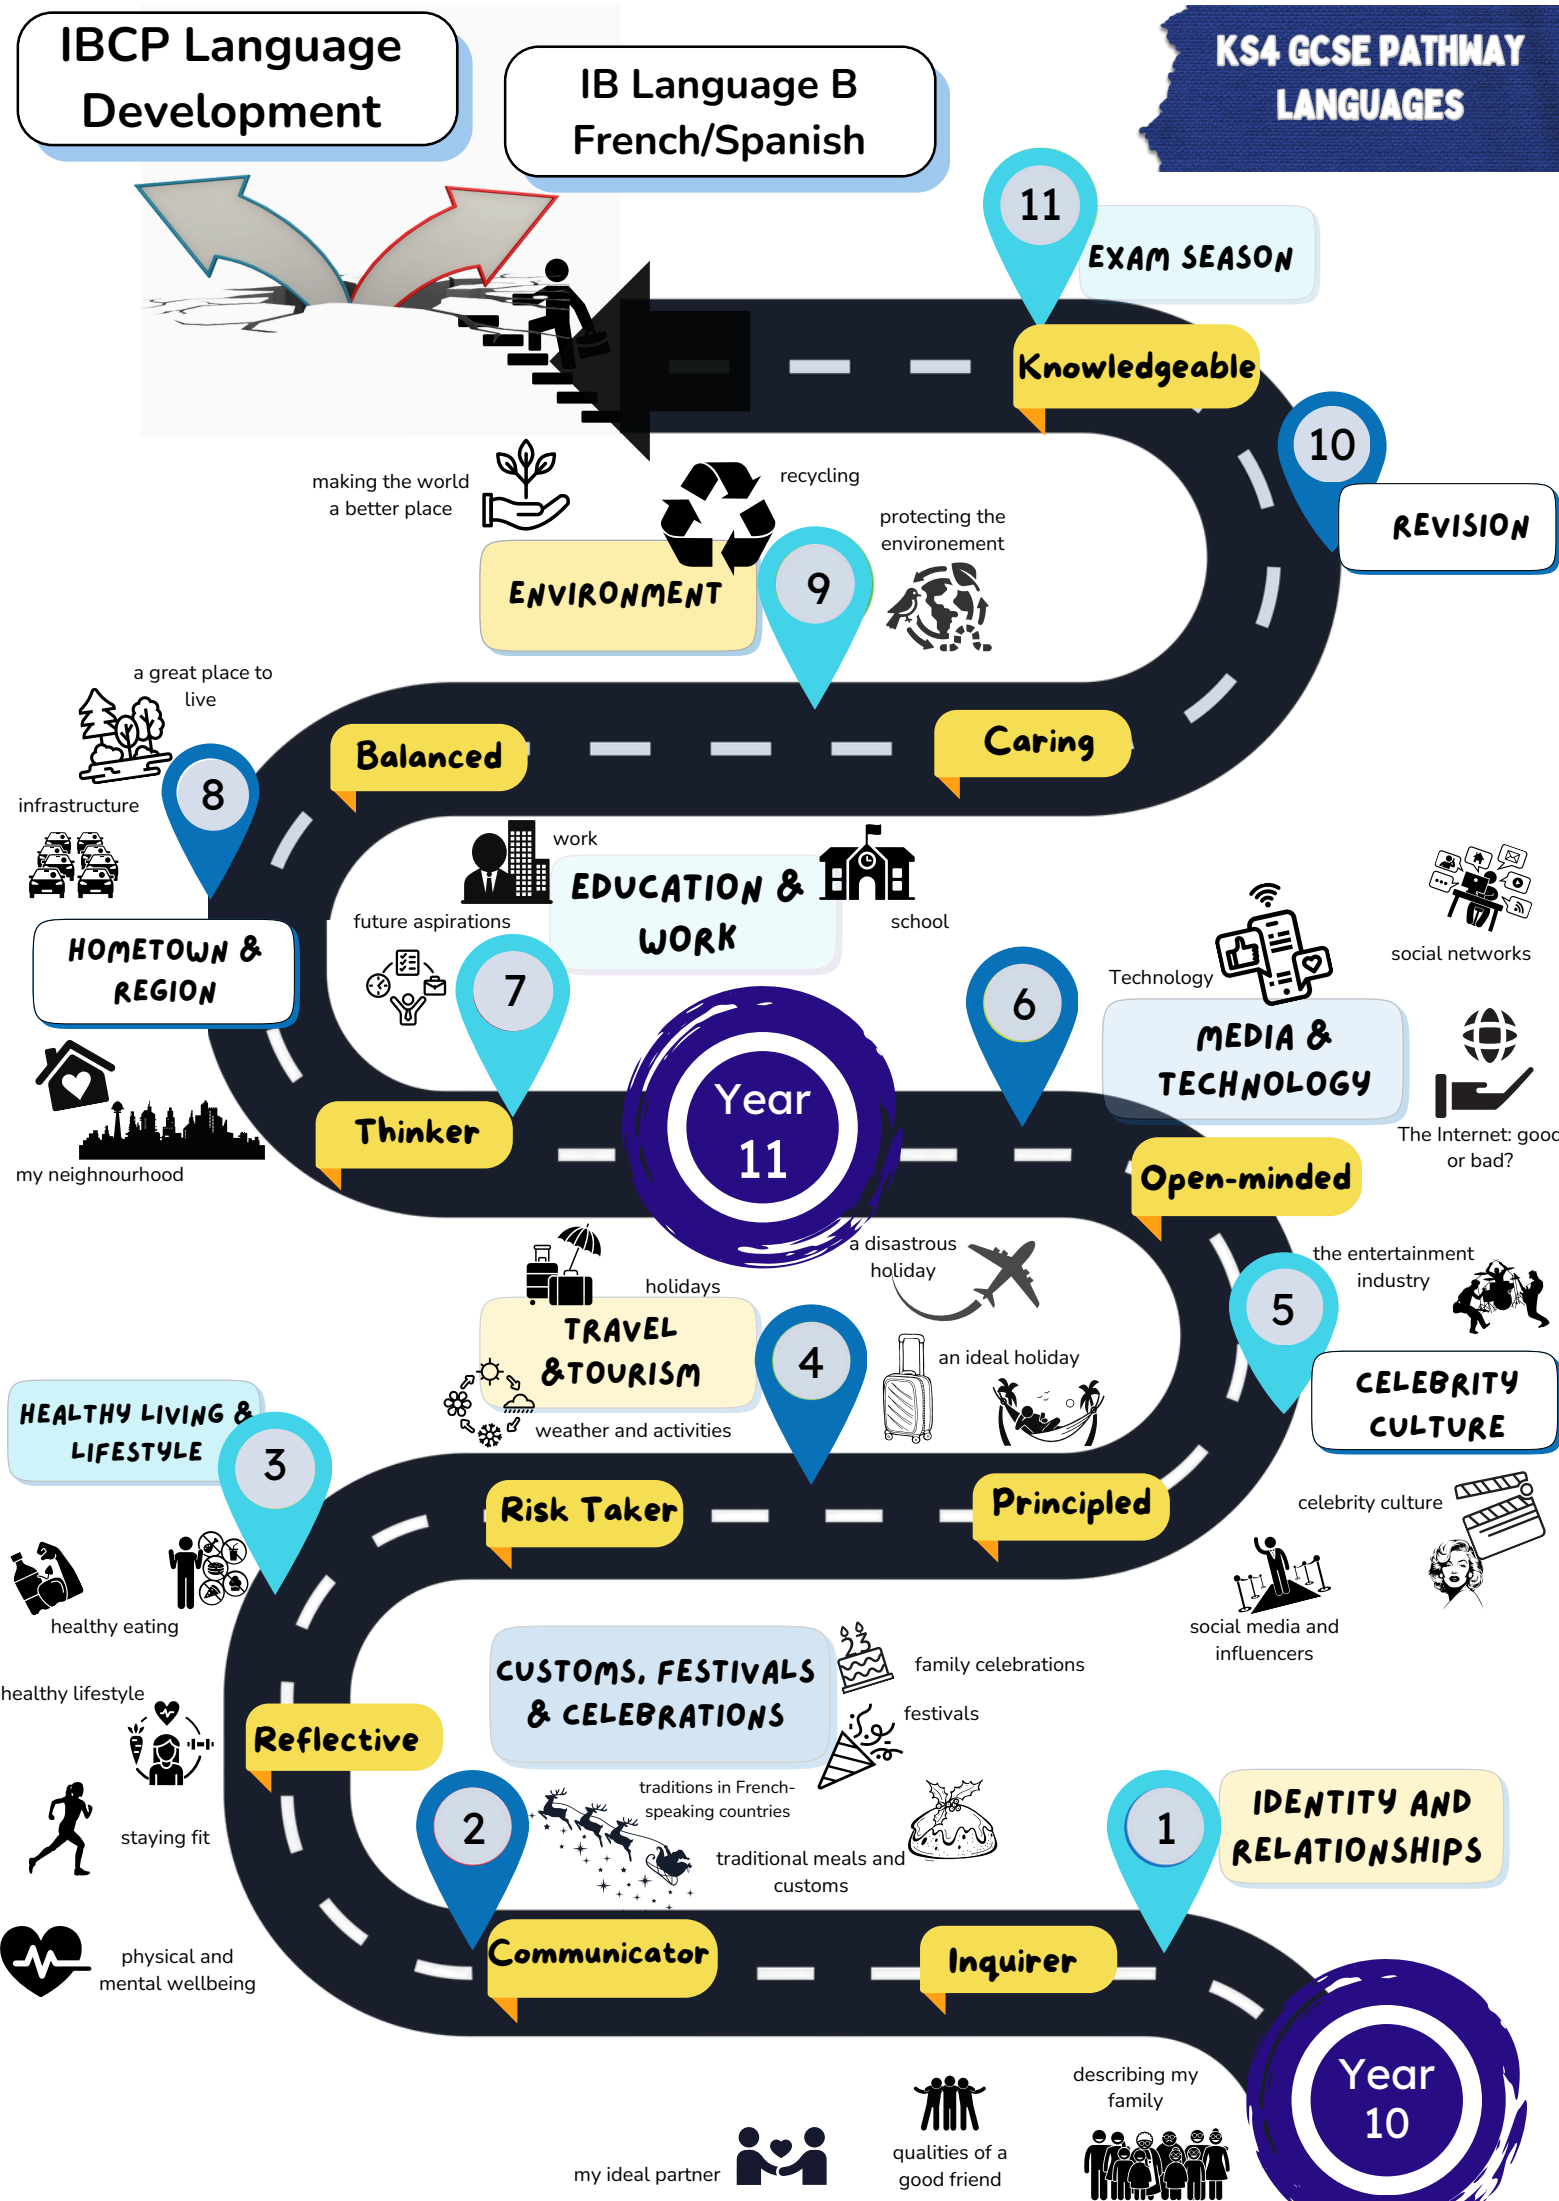 IBCP Language
Development
IB Language B
French/Spanish
KS4 GCSE PATHWAY
LANGUAGES
11
EXAM SEASON
Knowledgeable
10
REVISION
making the world
a better place
recycling
protecting the
environement
ENVIRONMENT
9
a great place to
live
Balanced
Caring
8
infrastructure
work
EDUCATION &
WORK
school
future aspirations
HOMETOWN &
REGION
7
6
Technology
social networks
MEDIA &
TECHNOLOGY
The Internet: good
or bad?
my neighnourhood
Thinker
Year
11
Open-minded
a disastrous
holiday
the entertainment
industry
holidays
TRAVEL
&TOURISM
4
5
an ideal holiday
weather and activities
CELEBRITY
CULTURE
HEALTHY LIVING &
LIFESTYLE
3
Risk Taker
Principled
celebrity culture
healthy eating
social media and
influencers
CUSTOMS, FESTIVALS
& CELEBRATIONS
23
family celebrations
festivals
healthy lifestyle
Reflective
traditions in French-
speaking countries
2
staying fit
traditional meals and
customs
1
IDENTITY AND
RELATIONSHIPS
physical and
mental wellbeing
Communicator
Inquirer
Year
10
describing my
family
qualities of a
good friend
my ideal partner